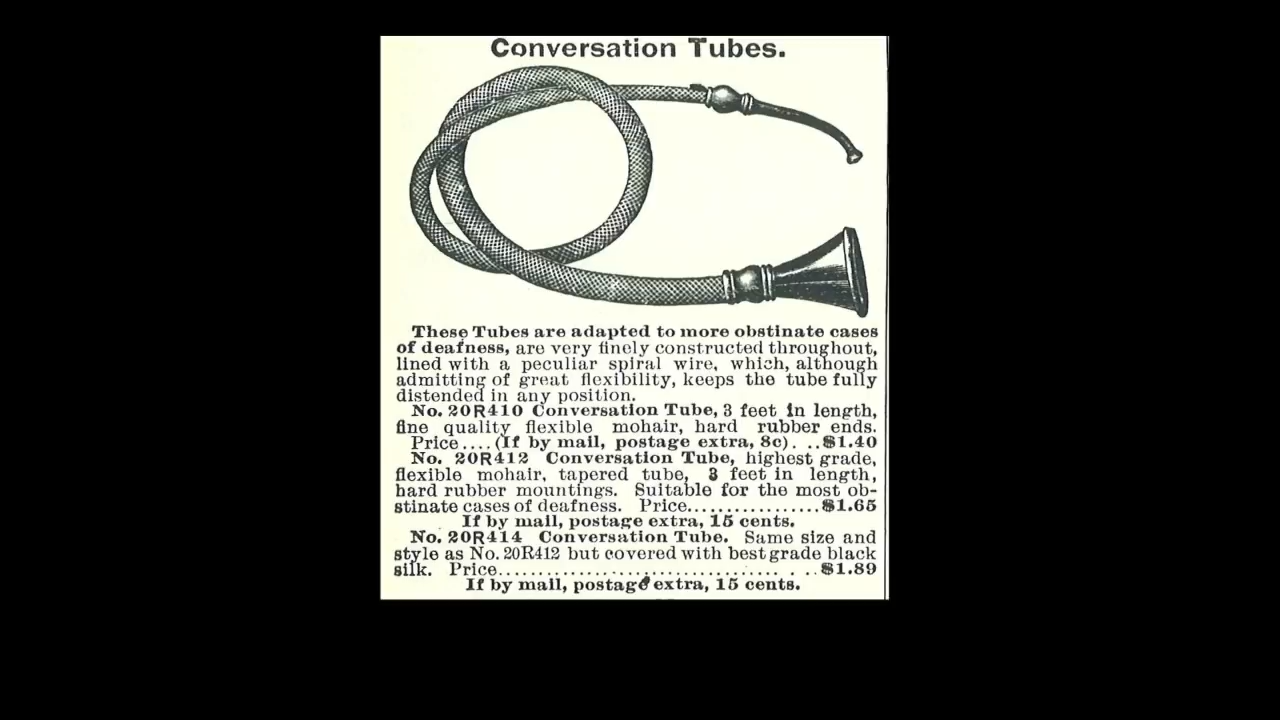 Conversation Tubes.
These Tubes are adapted to more obstinate cases
of deafness, are very finely constructed throughout,
lined with a peculiar spiral wire, which, although
admitting of great flexibility, keeps the tube fully
distended in any position.
No. 20R410 Conversation Tube, 3 feet in length,
fine quality flexible mohair, hard rubber ends.
Price....(If by mail, postage extra, 8c). ..$1.40
No. 20R412 Conversation Tube, highest grade,
flexible mohair, tapered tube, 3 feet in length,
hard rubber mountings. Suitable for the most ob-
stinate cases of deafness. Price.................$1.65
If by mail, postage extra, 15 cents.
No. 20R414 Conversation Tube. Same size and
style as No. 20R412 but covered with best grade black
silk. Price.................................... . ...$1.89
If by mail, postage extra, 15 cents.